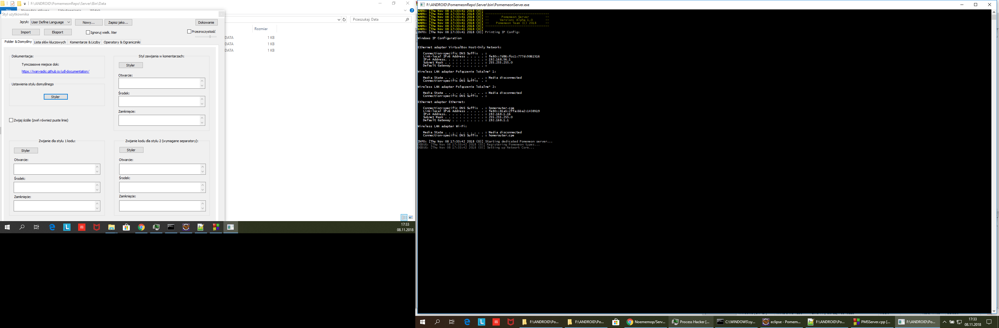 F:\ANDROID\PomemeonRepo\Server\Bin\Data
Styl użytkownika
Język: User Define Language Nowy... Zapisz jako... Dokowanie
Import Eksport Ignoruj wielk. liter Przezroczystość
Folder & Domyślny Lista słów kluczowych Komentarze & Liczby Operatory & Ograniczniki
Dokumentacja:
Tymczasowe miejsce dok:
https://ivan-radic.github.io/udl-documentation/
Ustawienia stylu domyślnego
Styler
Zwijaj ściśle (zwiń również puste linie)
Styl zawijania w komentarzach:
Styler
Otwarcie:
Środek:
Zamknięcie:
Zwijanie dla stylu 1 kodu:
Styler
Otwarcie:
Środek:
Zamknięcie:
Zwijanie kodu dla stylu 2 (wymagane separatory):
Styler
Otwarcie:
Środek:
Zamknięcie:
Przeszukaj: Data
Rozmiar
DATA 1 KB
DATA 1 KB
DATA 1 KB
17:33
08.11.2018
F:\ANDROID\PomemeonRepo\Server\bin\PomemeonServer.exe
WARN: [Thu Nov 08 17:33:41 2018 (0)]
WARN: [Thu Nov 08 17:33:41 2018 (0)] -----------------------------------
WARN: [Thu Nov 08 17:33:41 2018 (0)] -- Pomemeon Server --
WARN: [Thu Nov 08 17:33:41 2018 (0)] -- Version: Alpha 1.0 --
WARN: [Thu Nov 08 17:33:41 2018 (0)] -- Pomemeon Team (C) 2018 --
WARN: [Thu Nov 08 17:33:41 2018 (0)] -----------------------------------
WARN: [Thu Nov 08 17:33:41 2018 (0)]
INFO: [Thu Nov 08 17:33:41 2018 (0)] Printing IP Config:
Windows IP Configuration
Ethernet adapter VirtualBox Host-Only Network:
Connection-specific DNS Suffix . :
Link-local IPv6 Address . . . . . : fe80::7d86:fcc1:777d:9861%16
IPv4 Address. . . . . . . . . . . : 192.168.56.1
Subnet Mask . . . . . . . . . . . : 255.255.255.0
Default Gateway . . . . . . . . . :
Wireless LAN adapter Połączenie lokalne* 1:
Media State . . . . . . . . . . . : Media disconnected
Connection-specific DNS Suffix . :
Wireless LAN adapter Połączenie lokalne* 2:
Media State . . . . . . . . . . . : Media disconnected
Connection-specific DNS Suffix . :
Ethernet adapter Ethernet:
Connection-specific DNS Suffix . : homerouter.cpe
Link-local IPv6 Address . . . . . : fe80::81a5:2ffa:bba2:1438%19
IPv4 Address. . . . . . . . . . . : 192.168.1.16
Subnet Mask . . . . . . . . . . . : 255.255.255.0
Default Gateway . . . . . . . . . : 192.168.1.1
Wireless LAN adapter Wi-Fi:
Media State . . . . . . . . . . . : Media disconnected
Connection-specific DNS Suffix . : homerouter.cpe
INFO: [Thu Nov 08 17:33:42 2018 (0)] Starting dedicated Pomemeon server...
DEBUG: [Thu Nov 08 17:33:42 2018 (0)] Registering Pomemeon types...
DEBUG: [Thu Nov 08 17:33:42 2018 (0)] Setting up Network Core...
F:\ANDROID\Po... F:\ANDROID\Po... Noememop/Serv... Process Hacker [... C:\WINDOWS\sy... eclipse - Pomem... F:\ANDROID\Po... PMSServer.cpp [... F:\ANDROID\Po...
17:33
08.11.2018